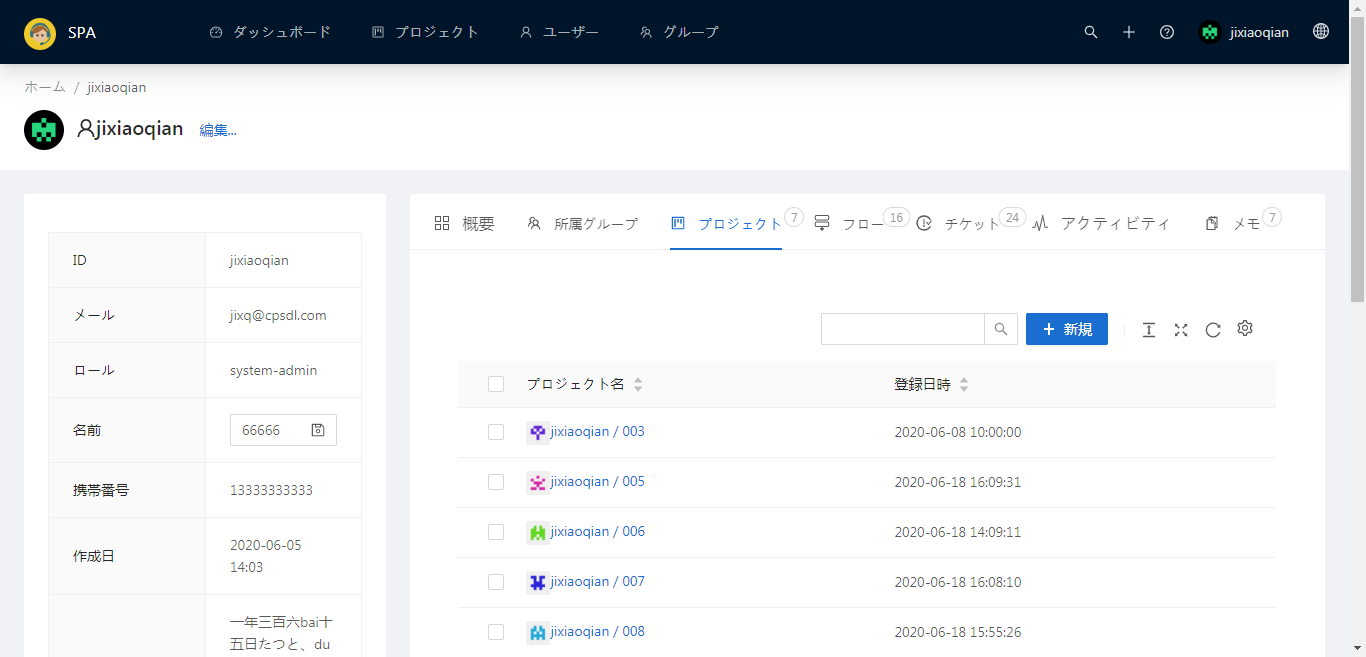 SPA ダッシュボード プロジェクト ユーザー グループ jixiaoqian
ホーム / jixiaoqian
jixiaoqian 編集...
概要 所属グループ プロジェクト 7 フロー 16 チケット 24 アクティビティ メモ 7
ID jixiaoqian
メール jixq@cpsdl.com
ロール system-admin
名前 66666
携帯番号 13333333333
作成日 2020-06-05
14:03
一年三百六bai十
五日たつと、du
+ 新規
プロジェクト名 登録日時
jixiaoqian / 003 2020-06-08 10:00:00
jixiaoqian / 005 2020-06-18 16:09:31
jixiaoqian / 006 2020-06-18 14:09:11
jixiaoqian / 007 2020-06-18 16:08:10
jixiaoqian / 008 2020-06-18 15:55:26